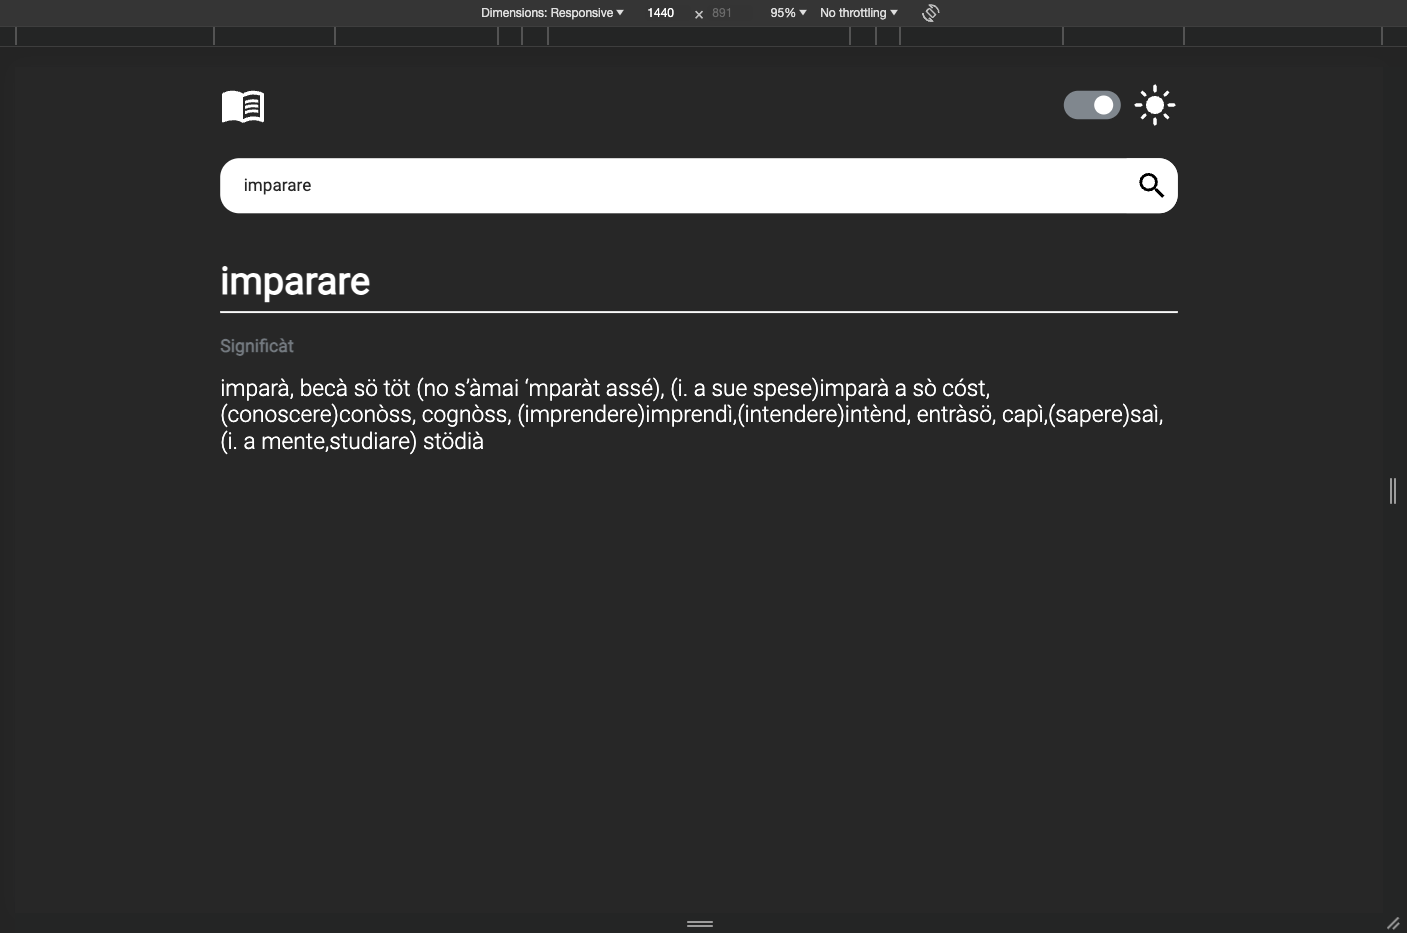 Dimensions: Responsive 1440 × 891 95% No throttling
imparare
imparare
Significàt
imparà, becà sö töt (no s’àmai ‘mparàt assé), (i. a sue spese)imparà a sò cóst,
(conoscere)conòss, cognòss, (imprendere)imprendì,(intendere)intènd, entràsö, capì,(sapere)saì,
(i. a mente,studiare) stödià